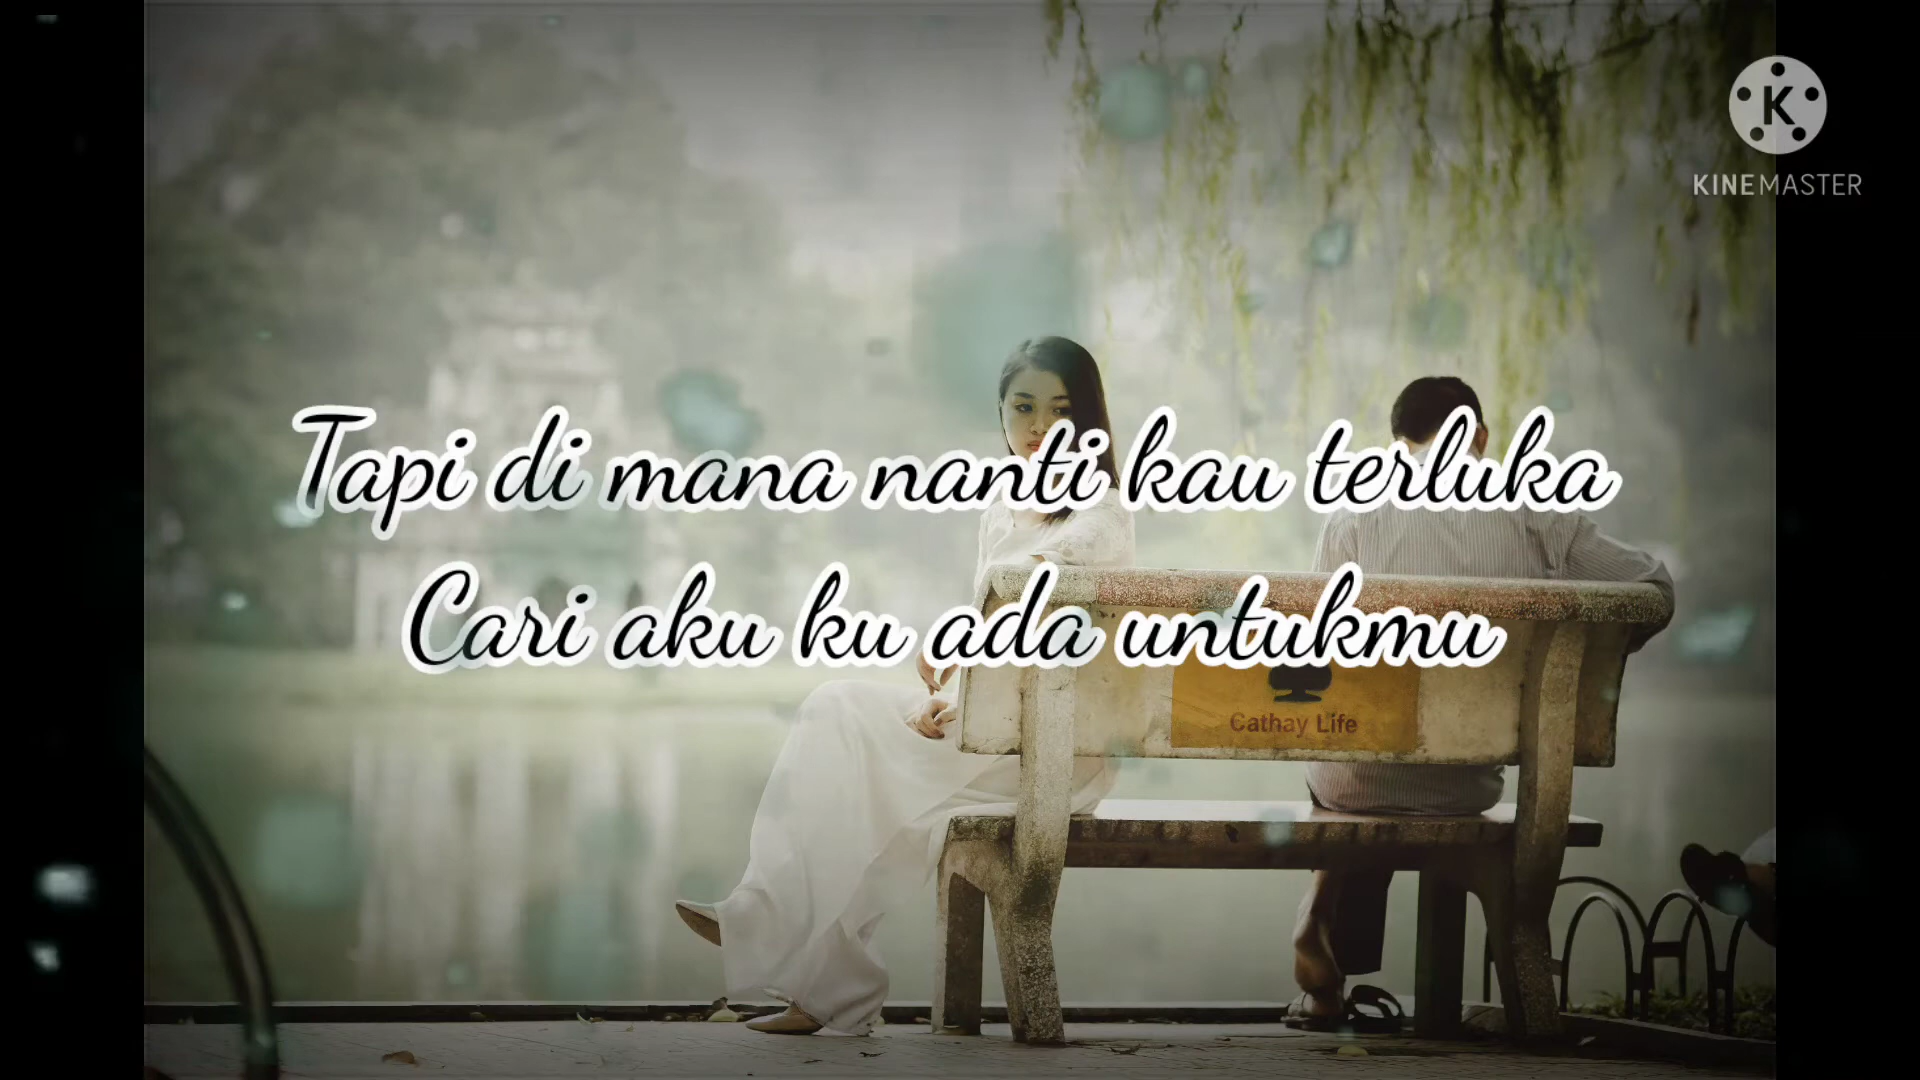 KINEMASTER
Tapi di mana nanti kau terluka
Cari aku ku ada untukmu
Cathay Life